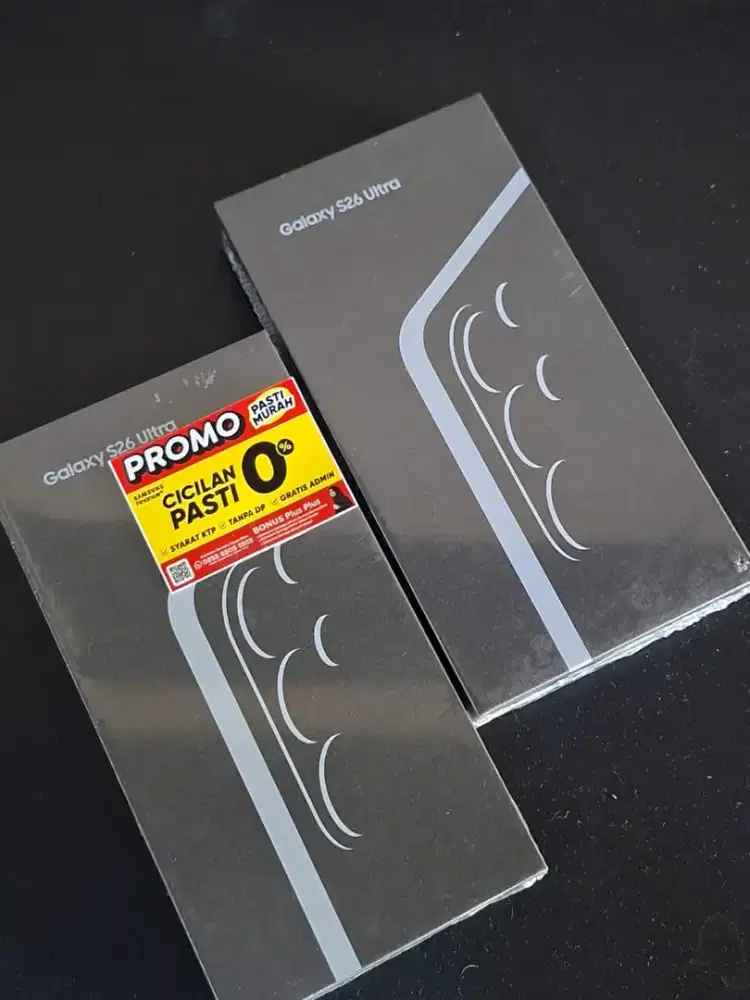 Galaxy S26 Ultra
Galaxy S26 Ultra
PROMO
PASTI
MURAH
SAMSUNG
CICILAN
PASTI
0%
SYARAT KTP TANPA DP GRATIS ADMIN
BONUS Plus Plus